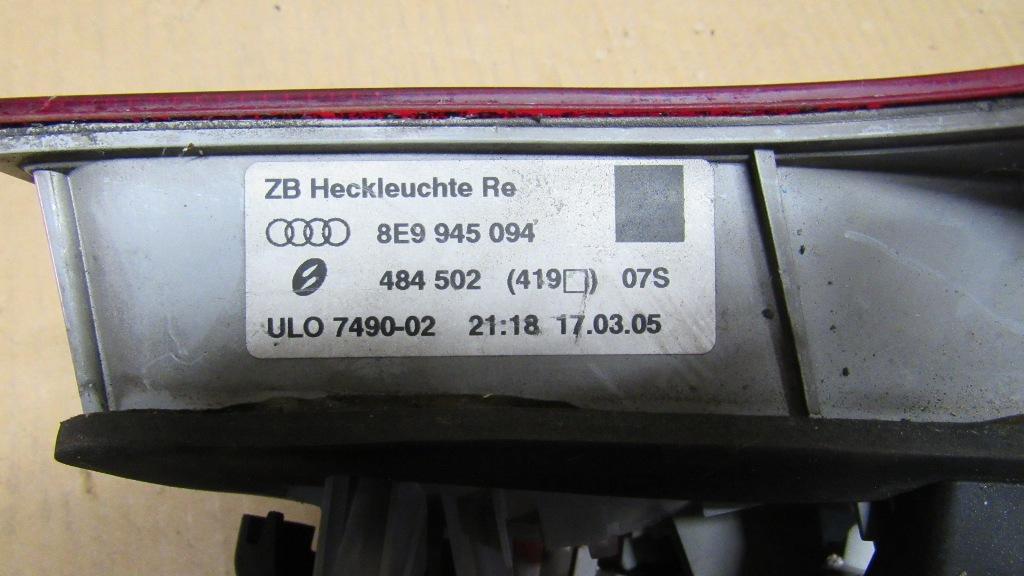 ZB Heckleuchte Re
8E9 945 094
484 502 (419□) 07S
ULO 7490-02 21:18 17.03.05